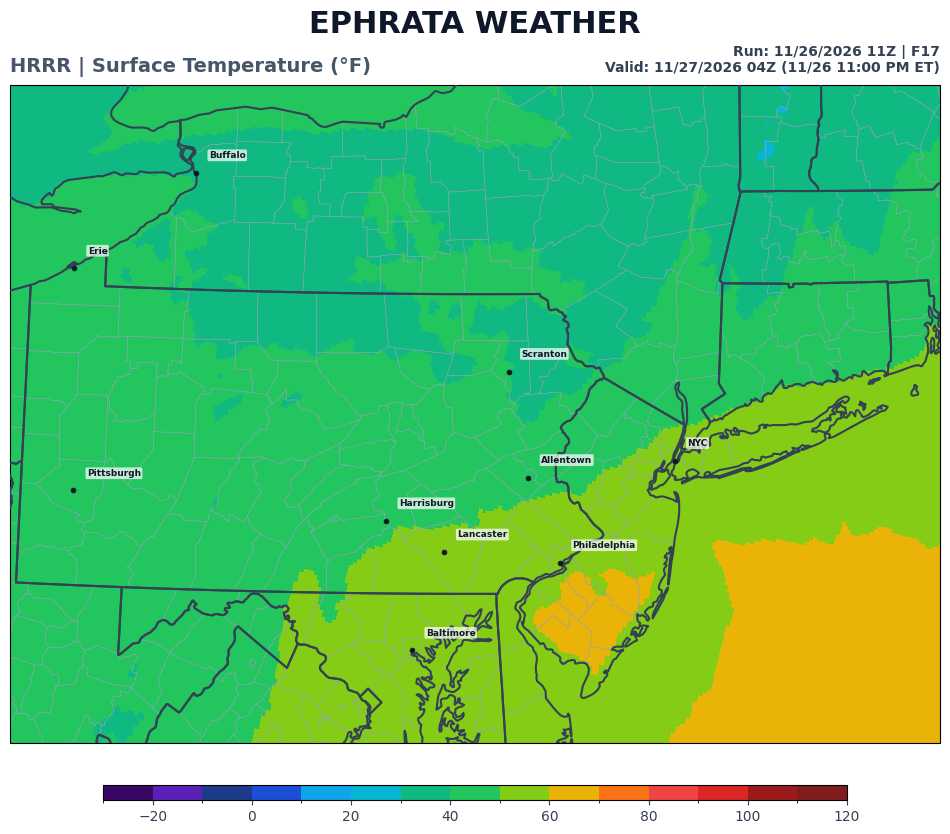 EPHRATA WEATHER
HRRR | Surface Temperature (°F)
Run: 11/26/2026 11Z | F17
Valid: 11/27/2026 04Z (11/26 11:00 PM ET)
Buffalo
Erie
Scranton
NYC
Allentown
Pittsburgh
Harrisburg
Lancaster
Philadelphia
Baltimore
−20 0 20 40 60 80 100 120